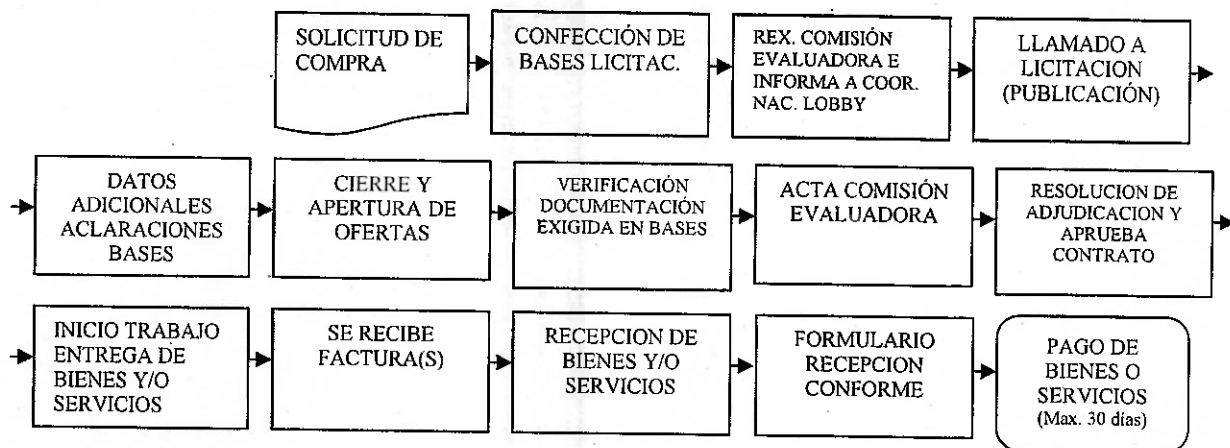 SOLICITUD DE
COMPRA
CONFECCIÓN DE
BASES LICITAC.
REX. COMISIÓN
EVALUADORA E
INFORMA A COOR.
NAC. LOBBY
LLAMADO A
LICITACION
(PUBLICACIÓN)
DATOS
ADICIONALES
ACLARACIONES
BASES
CIERRE Y
APERTURA DE
OFERTAS
VERIFICACIÓN
DOCUMENTACIÓN
EXIGIDA EN BASES
ACTA COMISIÓN
EVALUADORA
RESOLUCION DE
ADJUDICACION Y
APRUEBA
CONTRATO
INICIO TRABAJO
ENTREGA DE
BIENES Y/O
SERVICIOS
SE RECIBE
FACTURA(S)
RECEPCION DE
BIENES Y/O
SERVICIOS
FORMULARIO
RECEPCION
CONFORME
PAGO DE
BIENES O
SERVICIOS
(Max. 30 días)